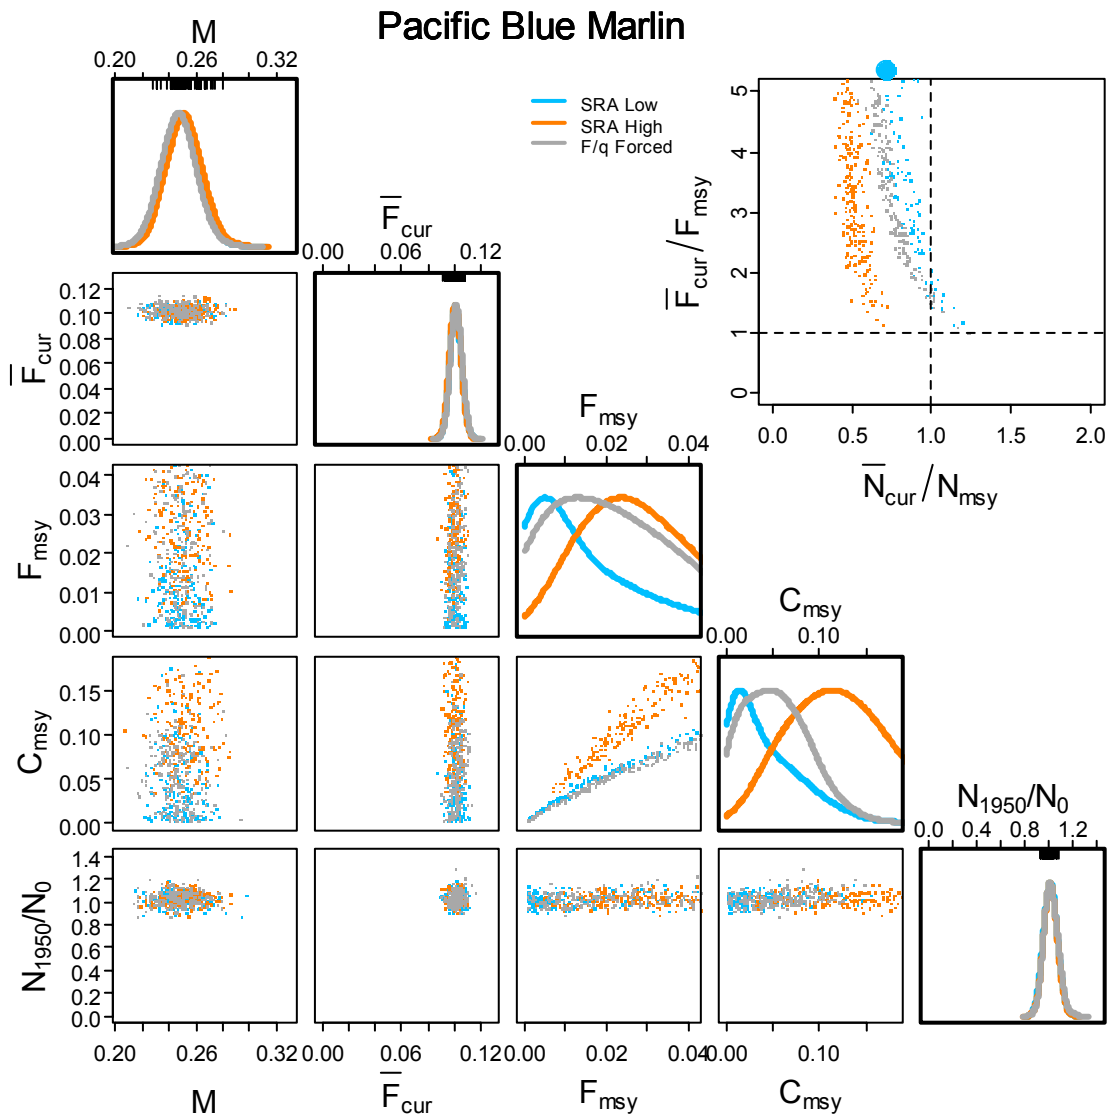 Pacific Blue Marlin
M
0.20 0.26 0.32
SRA Low
SRA High
F/q Forced
5
4
3
2
1
0
F̅cur / Fmsy
0.0 0.5 1.0 1.5 2.0
N̅cur / Nmsy
F̅cur
0.00 0.06 0.12
0.12
0.10
0.08
0.06
0.04
0.02
0.00
F̅cur
Fmsy
0.00 0.02 0.04
0.04
0.03
0.02
0.01
0.00
Fmsy
Cmsy
0.00 0.10
0.15
0.10
0.05
0.00
Cmsy
N1950/N0
0.0 0.4 0.8 1.2
1.4
1.2
1.0
0.8
0.6
0.4
0.2
0.0
N1950/N0
0.20 0.26 0.32 0.00 0.06 0.12 0.00 0.02 0.04 0.00 0.10
M F̅cur Fmsy Cmsy